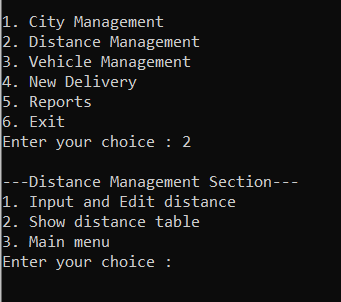 1. City Management
2. Distance Management
3. Vehicle Management
4. New Delivery
5. Reports
6. Exit
Enter your choice : 2
---Distance Management Section---
1. Input and Edit distance
2. Show distance table
3. Main menu
Enter your choice :